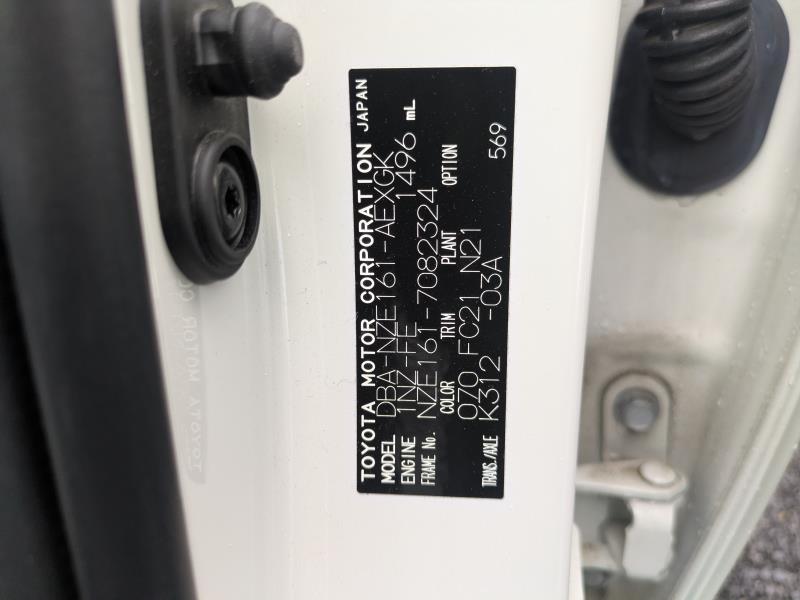 TOYOTA MOTOR CORPORATION JAPAN
MODEL DBA-NZE161-AEXGK
ENGINE 1NZ-FE 1496 mL
FRAME No. NZE161-7082324
COLOR TRIM PLANT OPTION
070 FC21 N21
TRANS./AXLE K312 -03A 569